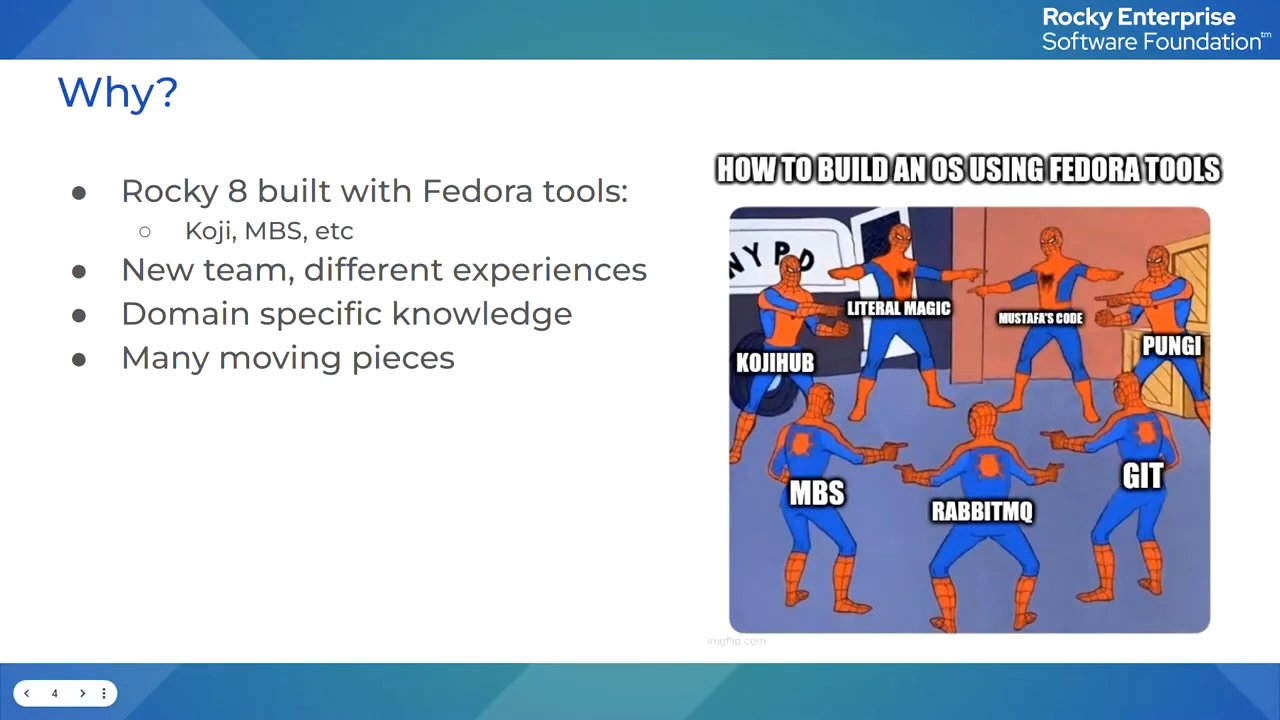 Rocky Enterprise
Software Foundation™
Why?
● Rocky 8 built with Fedora tools:
○ Koji, MBS, etc
● New team, different experiences
● Domain specific knowledge
● Many moving pieces
HOW TO BUILD AN OS USING FEDORA TOOLS
NYPD
LITERAL MAGIC
MUSTAFA'S CODE
KOJIHUB
PUNGI
MBS
RABBITMQ
GIT
imgflip.com
4